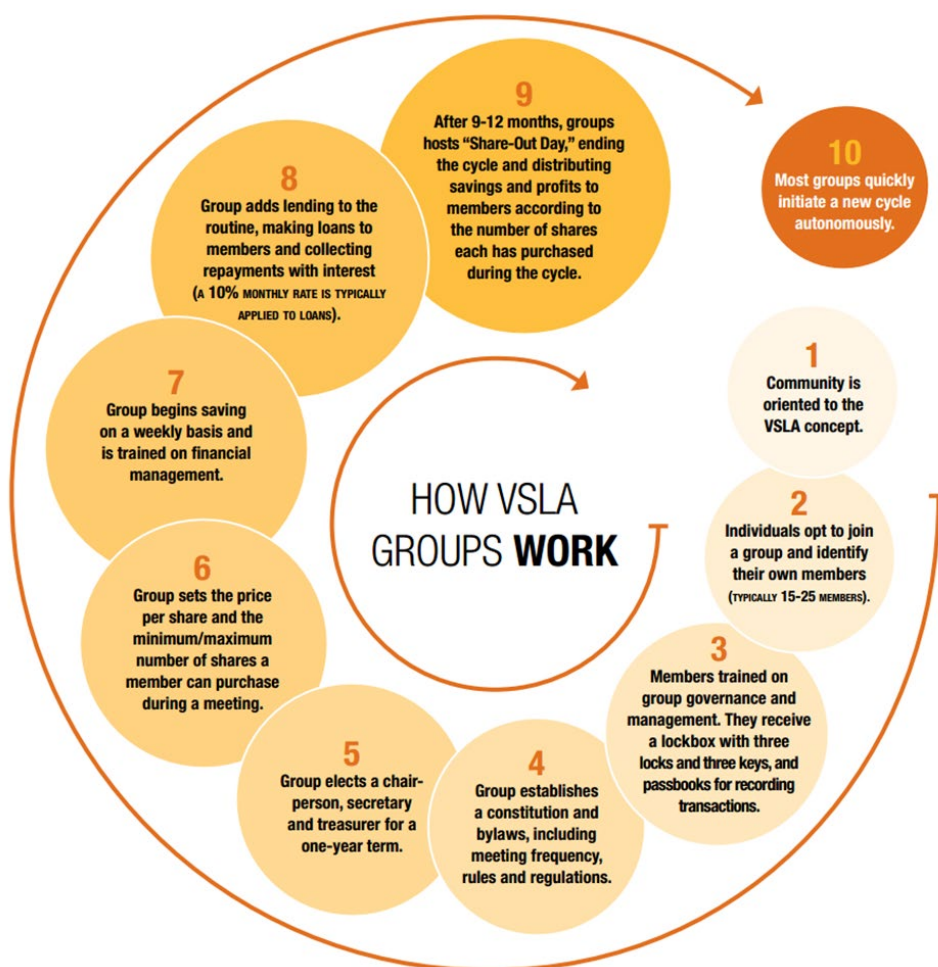 HOW VSLA
GROUPS WORK
1
Community is
oriented to the
VSLA concept.
2
Individuals opt to join
a group and identify
their own members
(TYPICALLY 15-25 MEMBERS).
3
Members trained on
group governance and
management. They receive
a lockbox with three
locks and three keys, and
passbooks for recording
transactions.
4
Group establishes
a constitution and
bylaws, including
meeting frequency,
rules and regulations.
5
Group elects a chair-
person, secretary
and treasurer for a
one-year term.
6
Group sets the price
per share and the
minimum/maximum
number of shares a
member can purchase
during a meeting.
7
Group begins saving
on a weekly basis and
is trained on financial
management.
8
Group adds lending to the
routine, making loans to
members and collecting
repayments with interest
(A 10% MONTHLY RATE IS TYPICALLY
APPLIED TO LOANS).
9
After 9-12 months, groups
hosts “Share-Out Day,” ending
the cycle and distributing
savings and profits to
members according to
the number of shares
each has purchased
during the cycle.
10
Most groups quickly
initiate a new cycle
autonomously.